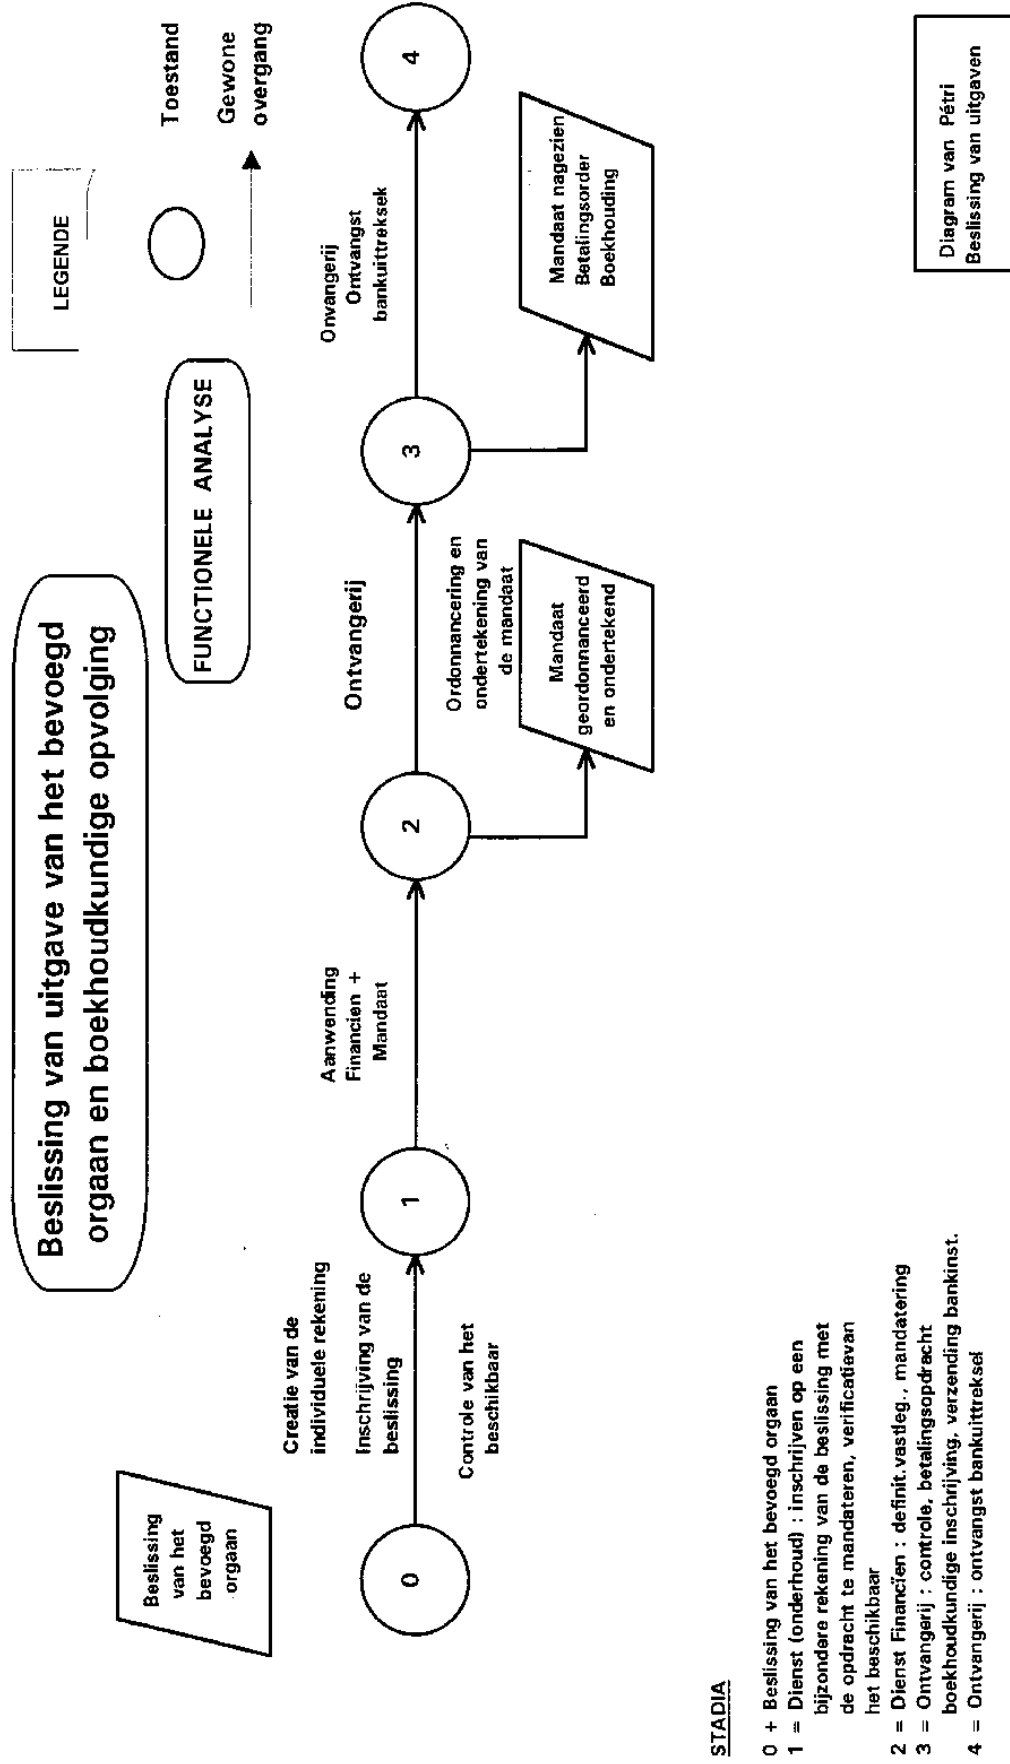 Beslissing van uitgave van het bevoegd
orgaan en boekhoudkundige opvolging
FUNCTIONELE ANALYSE
LEGENDE
Toestand
Gewone
overgang
Beslissing
van het
bevoegd
orgaan
Creatie van de
individuele rekening
Inschrijving van de
beslissing
Controle van het
beschikbaar
Aanwending
Financien +
Mandaat
Ontvangerij
Ordonnancering en
ondertekening van
de mandaat
Onvangerij
Ontvangst
bankuittreksek
0
1
2
3
4
Mandaat
geordonnanceerd
en ondertekend
Mandaat nagezien
Betalingsorder
Boekhouding
STADIA
0 + Beslissing van het bevoegd orgaan
1 = Dienst (onderhoud) : inschrijven op een
bijzondere rekening van de beslissing met
de opdracht te mandateren, verificatievan
het beschikbaar
2 = Dienst Financien : definit.vastleg., mandatering
3 = Ontvangerij : controle, betalingsopdracht
boekhoudkundige inschrijving, verzending bankinst.
4 = Ontvangerij : ontvangst bankuittreksel
Diagram van Pétri
Beslissing van uitgaven